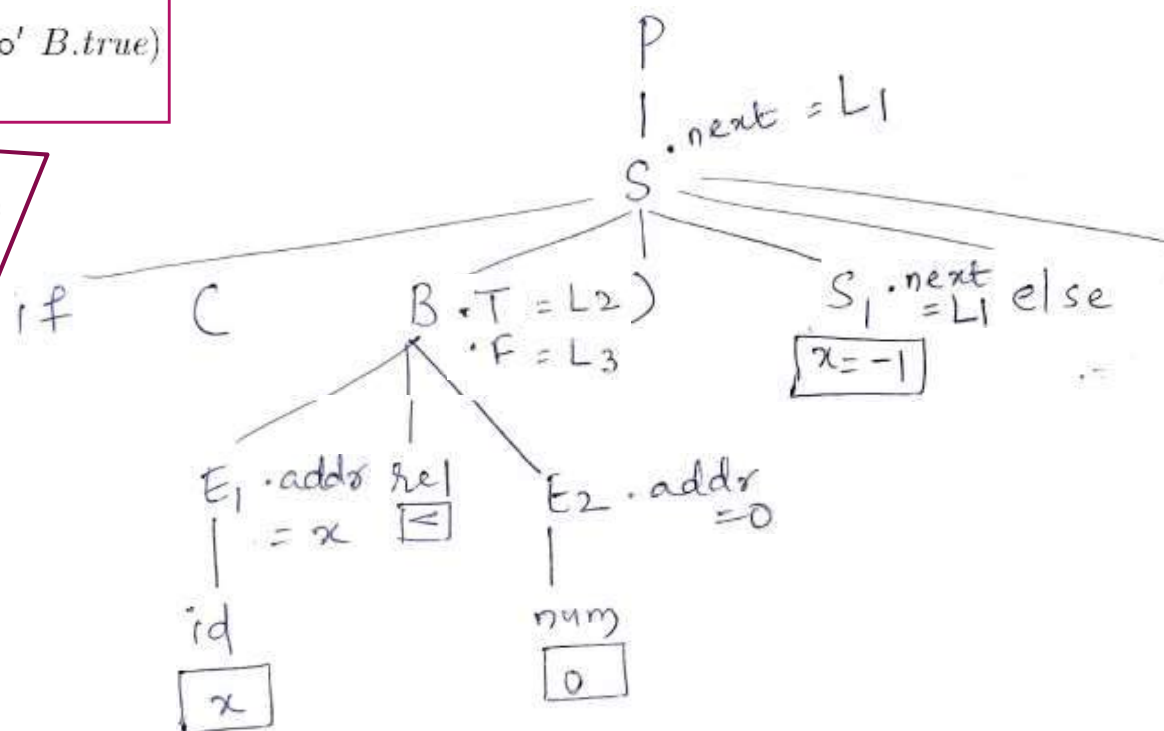 o' B.true)
P
S .next = L1
if ( B .T = L2 ) S1 .next = L1 else
.F = L3
x = -1
E1 .addr = x rel E2 .addr = 0
<
id num
x 0